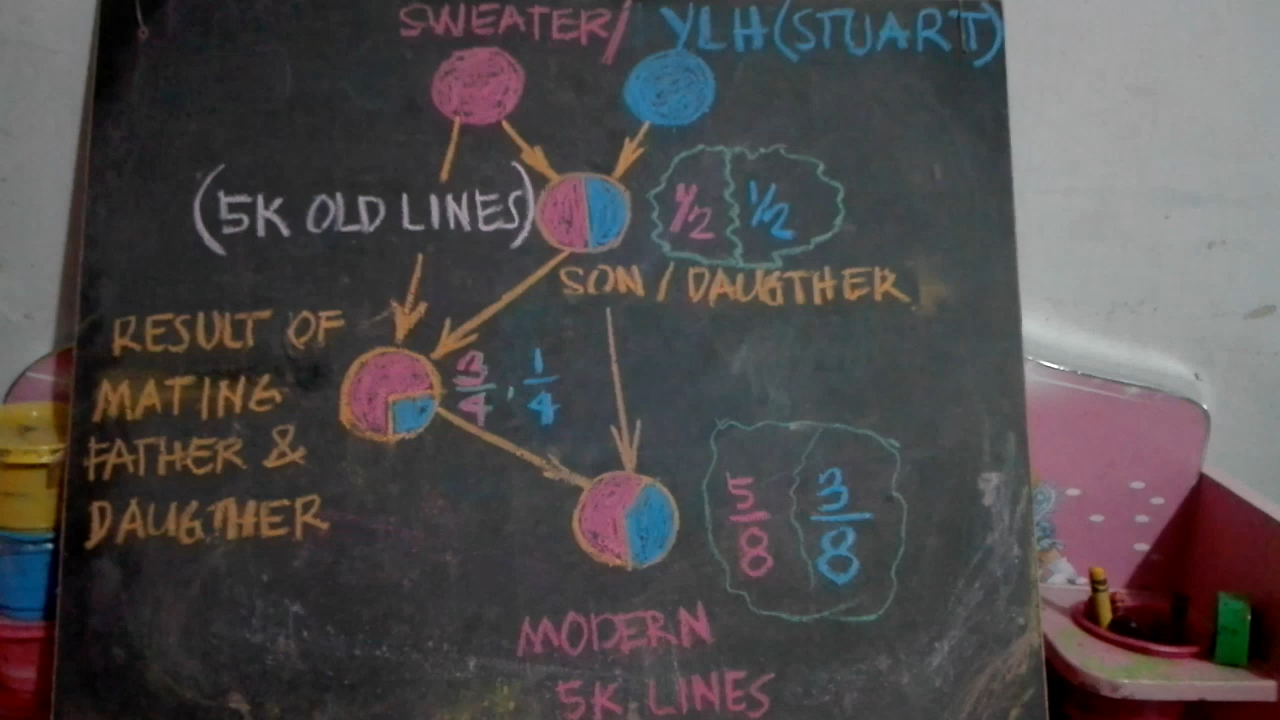 SWEATER/ YLH(STUART)
(5K OLD LINES)
1/2 1/2
SON / DAUGTHER
RESULT OF
MATING
FATHER &
DAUGTHER
3/4, 1/4
5/8 3/8
MODERN
5K LINES